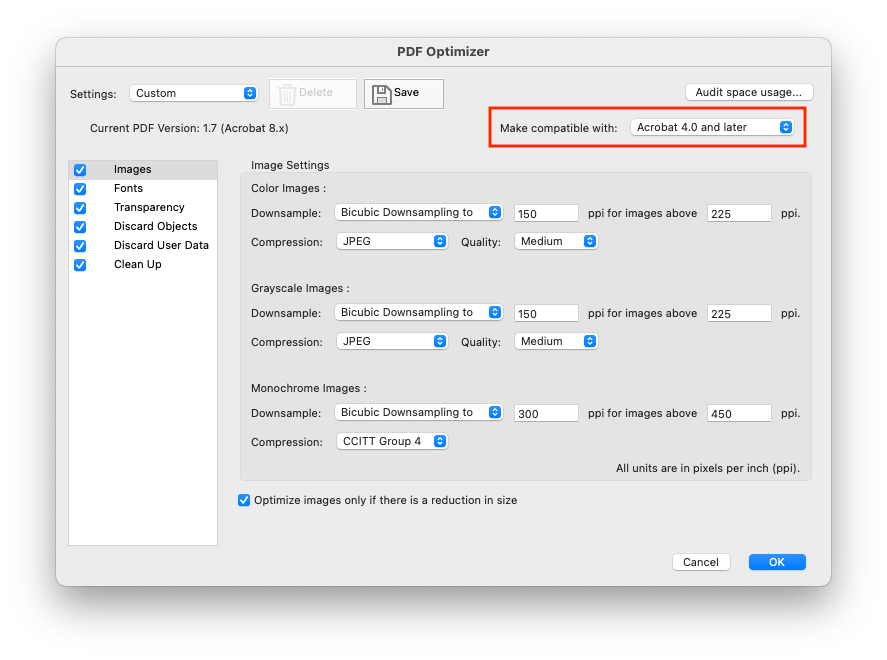 PDF Optimizer
Settings: Custom Delete Save Audit space usage...
Current PDF Version: 1.7 (Acrobat 8.x) Make compatible with: Acrobat 4.0 and later
Images
Fonts
Transparency
Discard Objects
Discard User Data
Clean Up
Image Settings
Color Images :
Downsample: Bicubic Downsampling to 150 ppi for images above 225 ppi.
Compression: JPEG Quality: Medium
Grayscale Images :
Downsample: Bicubic Downsampling to 150 ppi for images above 225 ppi.
Compression: JPEG Quality: Medium
Monochrome Images :
Downsample: Bicubic Downsampling to 300 ppi for images above 450 ppi.
Compression: CCITT Group 4
All units are in pixels per inch (ppi).
Optimize images only if there is a reduction in size
Cancel OK